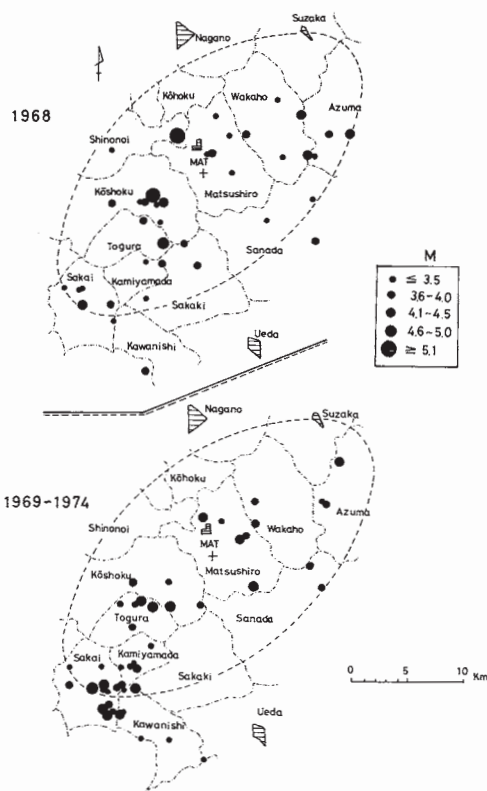 Suzaka
Nagano
1968
Kōhoku
Wakaho
Azuma
Shinonoi
MAT
Kōshoku
Matsushiro
Togura
Sanada
Sakai
Kamiyamada
Sakaki
Kawanishi
Ueda
M
≦ 3.5
3.6–4.0
4.1–4.5
4.6~5.0
≧ 5.1
Nagano
Suzaka
1969~1974
Kōhoku
Shinonoi
Wakaho
Azuma
MAT
Kōshoku
Matsushiro
Togura
Sanada
Sakai
Kamiyamada
Sakaki
Kawanishi
Ueda
0 5 10 Km